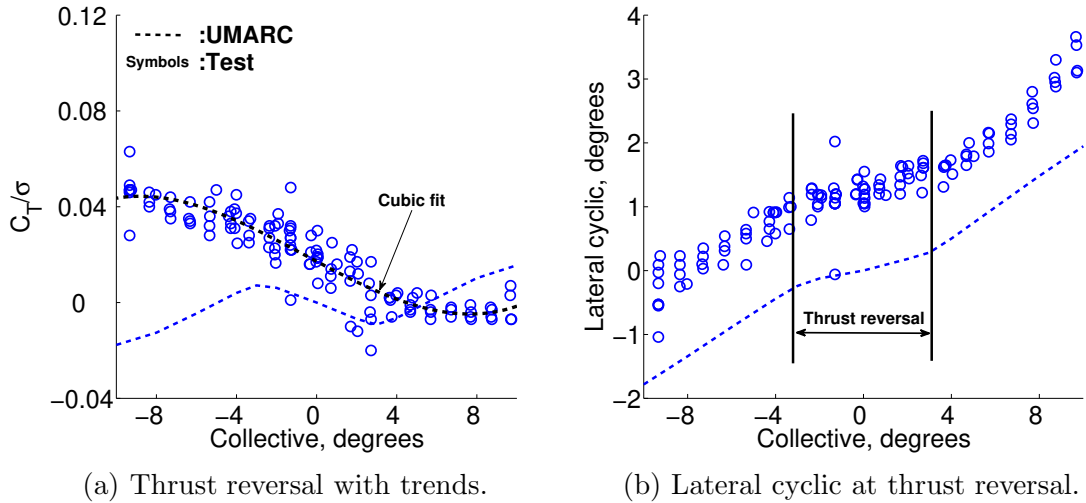 0.12
:UMARC
Symbols :Test
0.08
0.04
0
−0.04
C_T/σ
Cubic fit
−8 −4 0 4 8
Collective, degrees
(a) Thrust reversal with trends.
4
3
2
1
0
−1
−2
Lateral cyclic, degrees
Thrust reversal
−8 −4 0 4 8
Collective, degrees
(b) Lateral cyclic at thrust reversal.